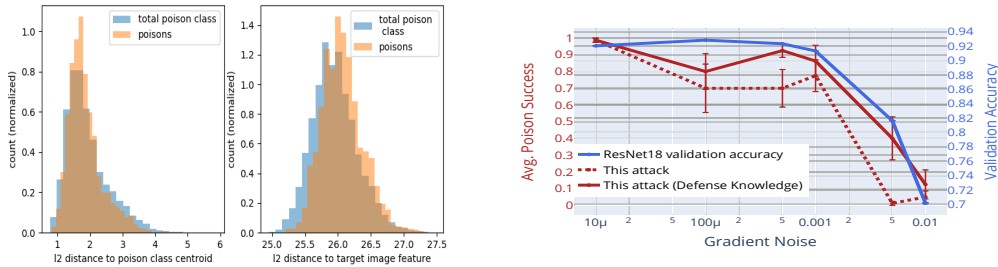 total poison class
poisons
count (normalized)
1.0
0.8
0.6
0.4
0.2
0.0
1 2 3 4 5 6
l2 distance to poison class centroid
total poison
class
poisons
count (normalized)
1.4
1.2
1.0
0.8
0.6
0.4
0.2
0.0
25.0 25.5 26.0 26.5 27.0 27.5
l2 distance to target image feature
Avg. Poison Success
1
0.9
0.8
0.7
0.6
0.5
0.4
0.3
0.2
0.1
0
ResNet18 validation accuracy
This attack
This attack (Defense Knowledge)
10μ 2 5 100μ 2 5 0.001 2 5 0.01
Gradient Noise
0.94
0.92
0.9
0.88
0.86
0.84
0.82
0.8
0.78
0.76
0.74
0.72
0.7
Validation Accuracy